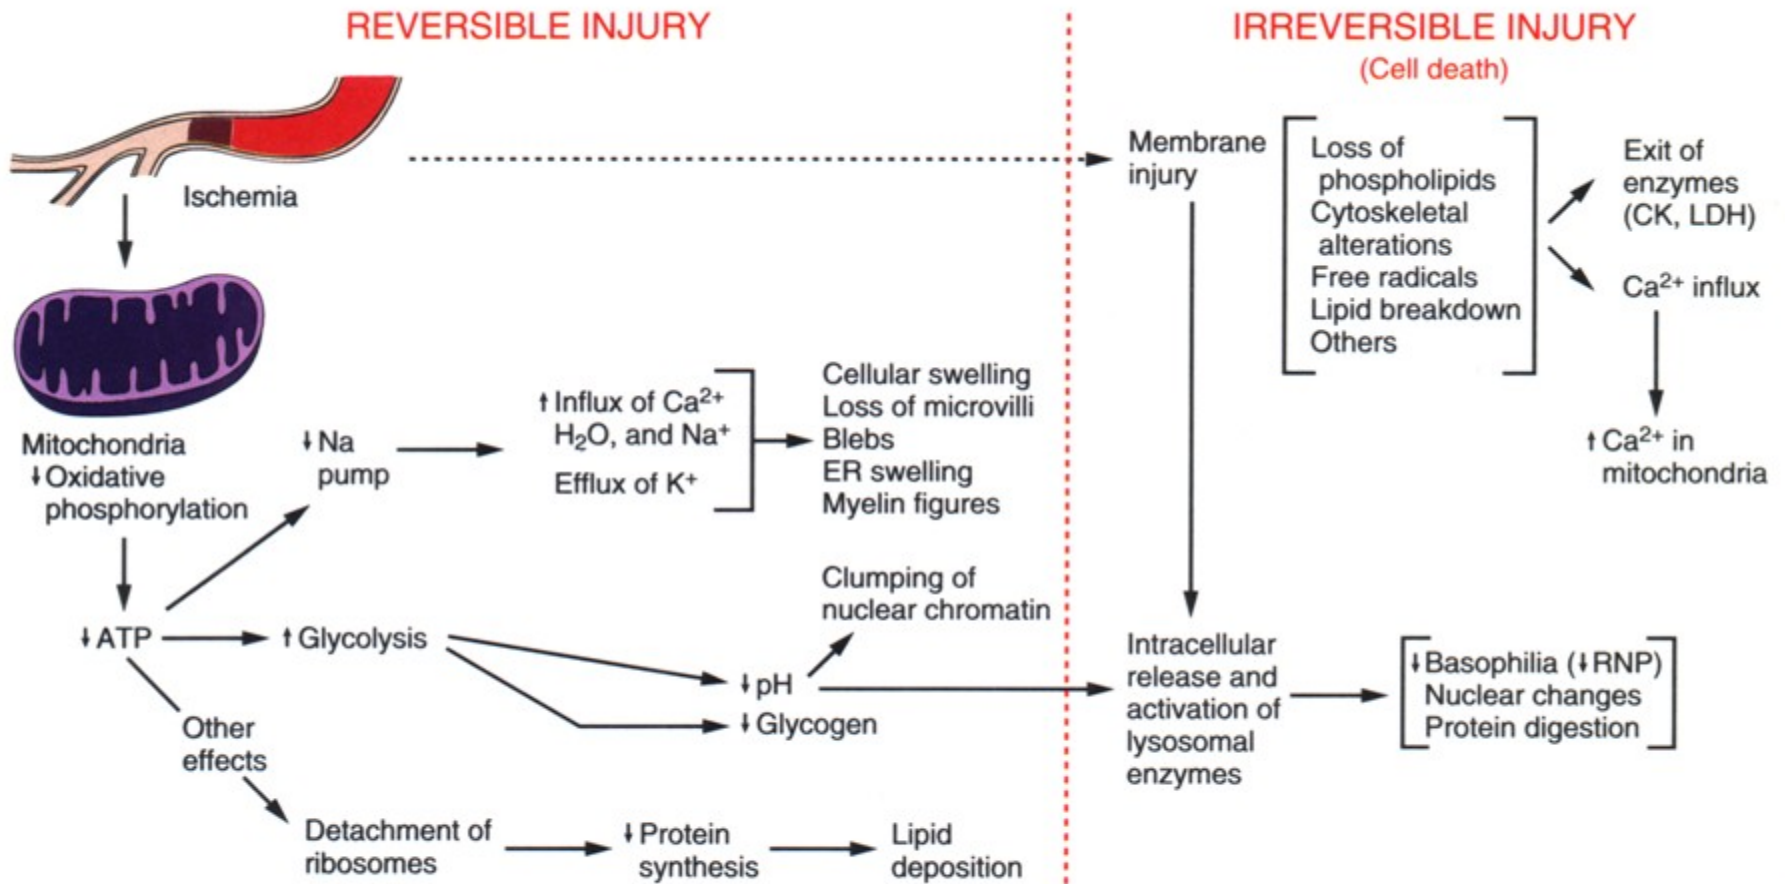 REVERSIBLE INJURY
IRREVERSIBLE INJURY
(Cell death)
Ischemia
Membrane
injury
Loss of
phospholipids
Cytoskeletal
alterations
Free radicals
Lipid breakdown
Others
Exit of
enzymes
(CK, LDH)
Ca²⁺ influx
↑ Ca²⁺ in
mitochondria
Mitochondria
↓ Oxidative
phosphorylation
↓ Na
pump
↑ Influx of Ca²⁺
H₂O, and Na⁺
Efflux of K⁺
Cellular swelling
Loss of microvilli
Blebs
ER swelling
Myelin figures
↓ ATP
↑ Glycolysis
Clumping of
nuclear chromatin
↓ pH
↓ Glycogen
Intracellular
release and
activation of
lysosomal
enzymes
↓ Basophilia (↓ RNP)
Nuclear changes
Protein digestion
Other
effects
Detachment of
ribosomes
↓ Protein
synthesis
Lipid
deposition